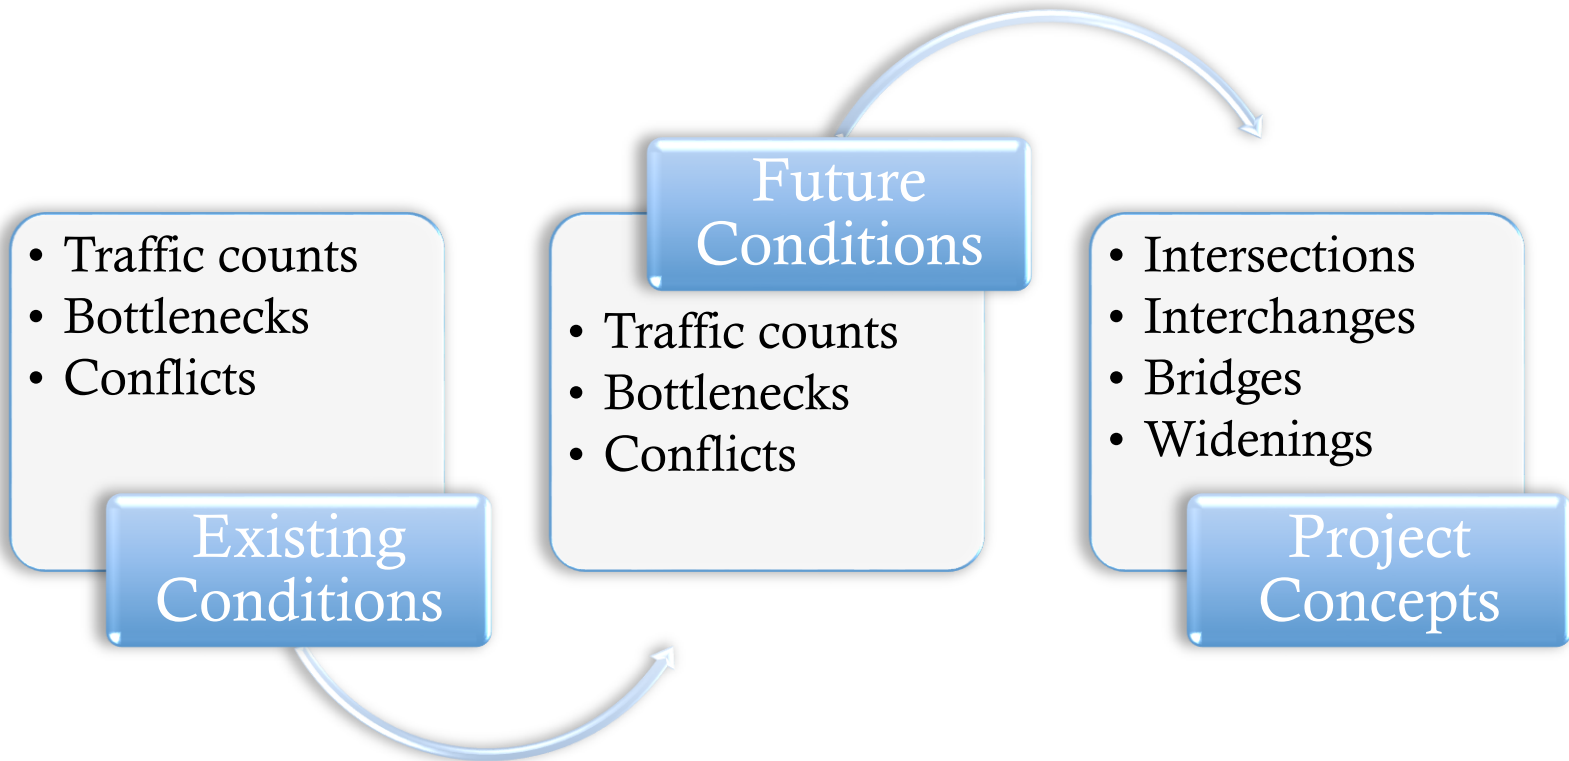 • Traffic counts
• Bottlenecks
• Conflicts
Existing
Conditions
Future
Conditions
• Traffic counts
• Bottlenecks
• Conflicts
• Intersections
• Interchanges
• Bridges
• Widenings
Project
Concepts